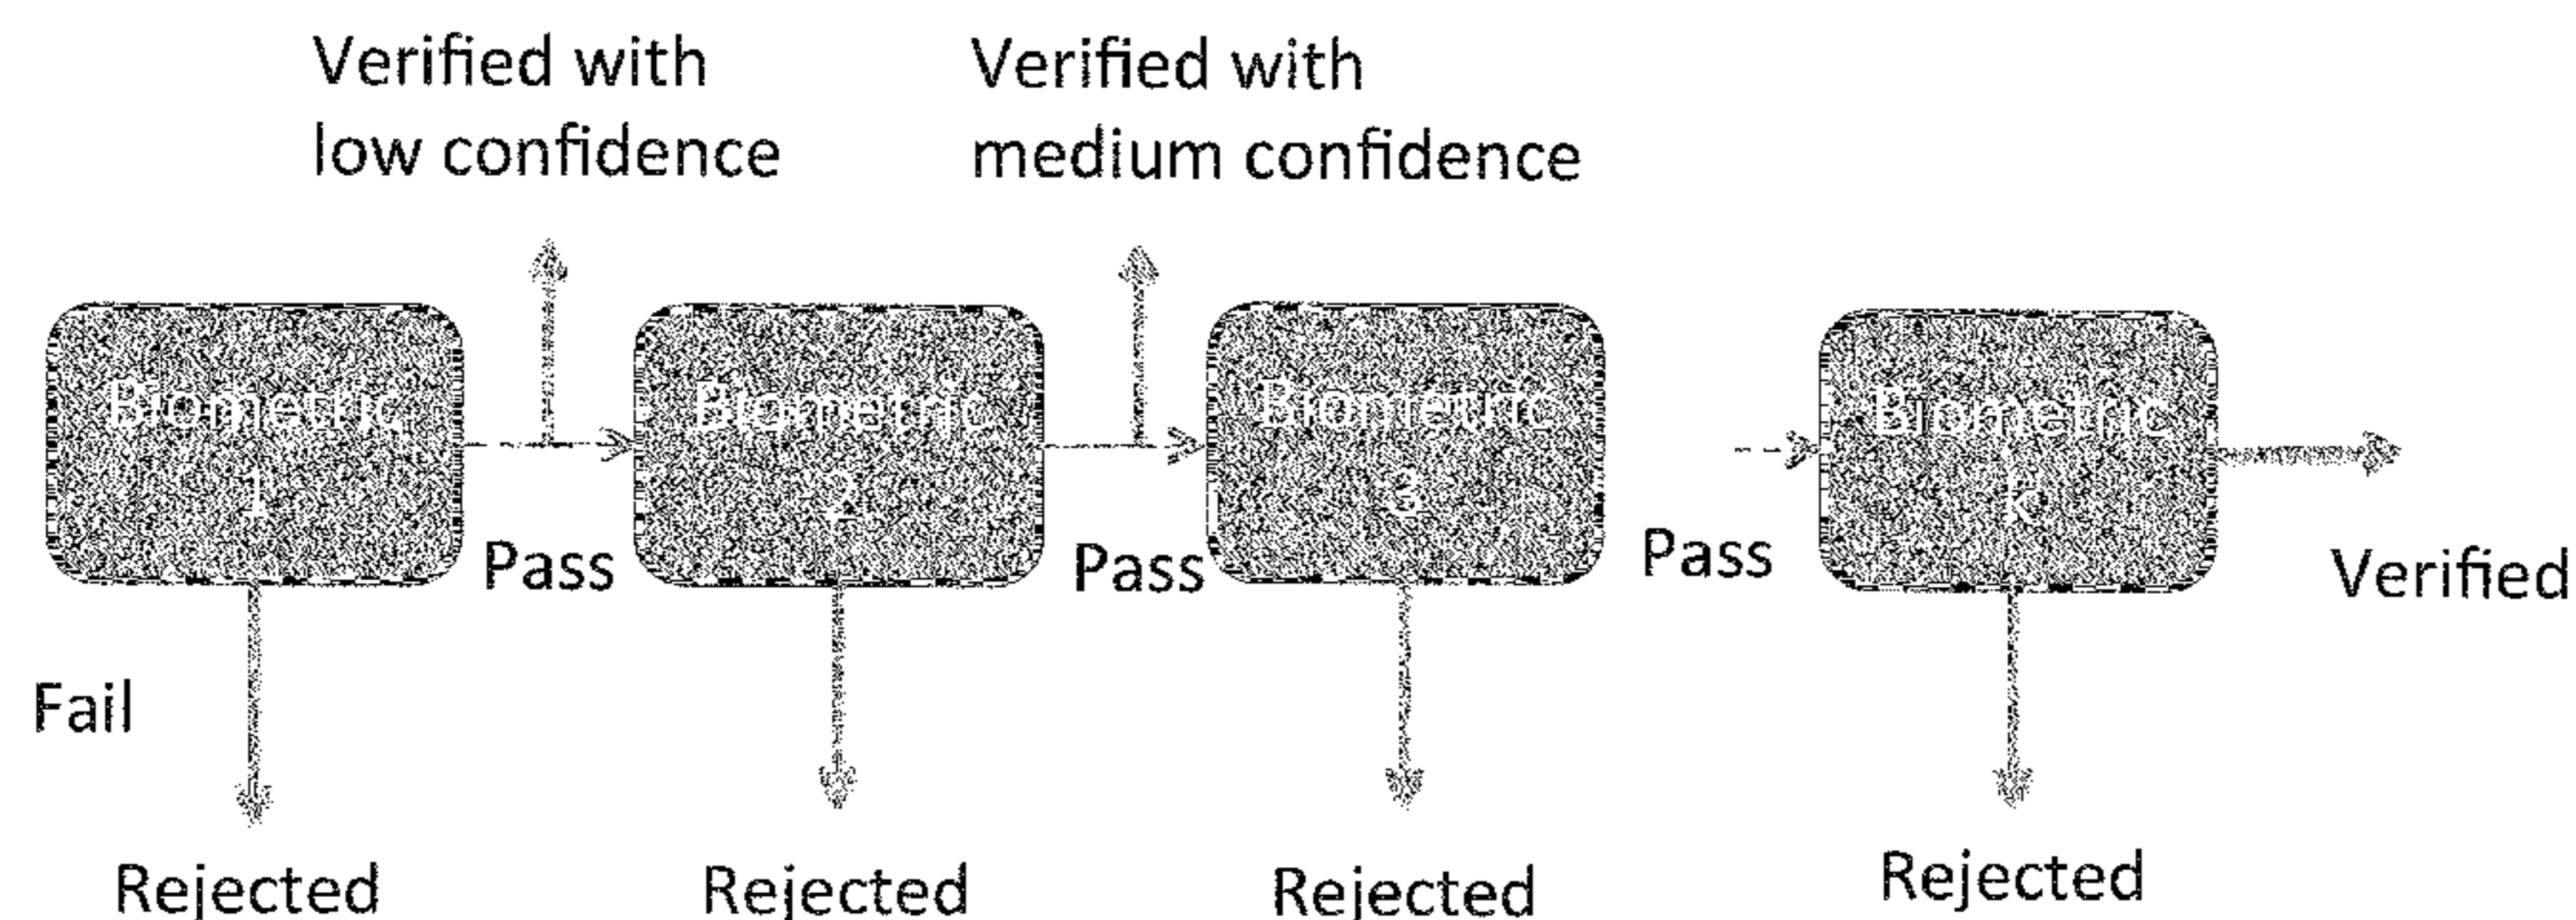 Verified with
low confidence
Verified with
medium confidence
Biometric
1
Biometric
2
Biometric
3
Biometric
K
Pass
Pass
Pass
Verified
Fail
Rejected
Rejected
Rejected
Rejected